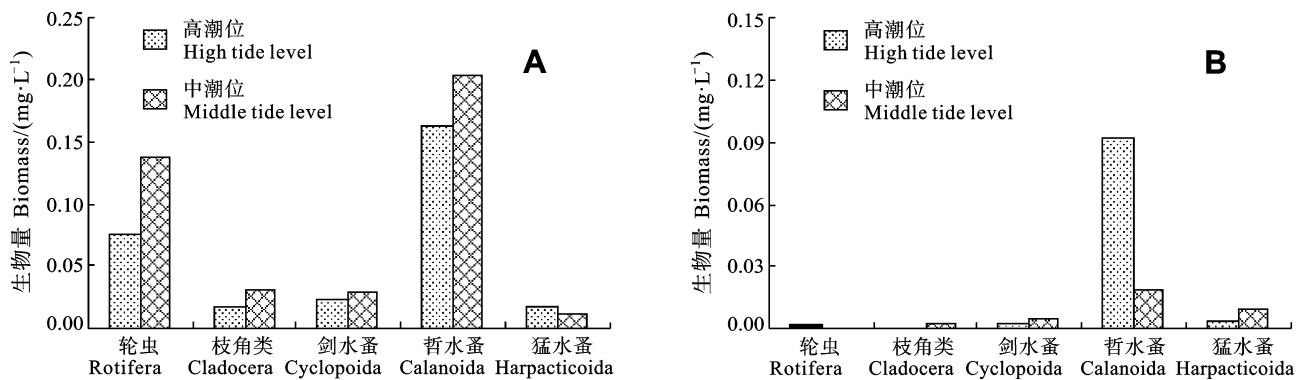 生物量 Biomass/(mg·L⁻¹)
0.25
0.20
0.15
0.10
0.05
0.00
高潮位
High tide level
中潮位
Middle tide level
A
轮虫
Rotifera
枝角类
Cladocera
剑水蚤
Cyclopoida
哲水蚤
Calanoida
猛水蚤
Harpacticoida
生物量 Biomass/(mg·L⁻¹)
0.15
0.12
0.09
0.06
0.03
0.00
高潮位
High tide level
中潮位
Middle tide level
B
轮虫
Rotifera
枝角类
Cladocera
剑水蚤
Cyclopoida
哲水蚤
Calanoida
猛水蚤
Harpacticoida